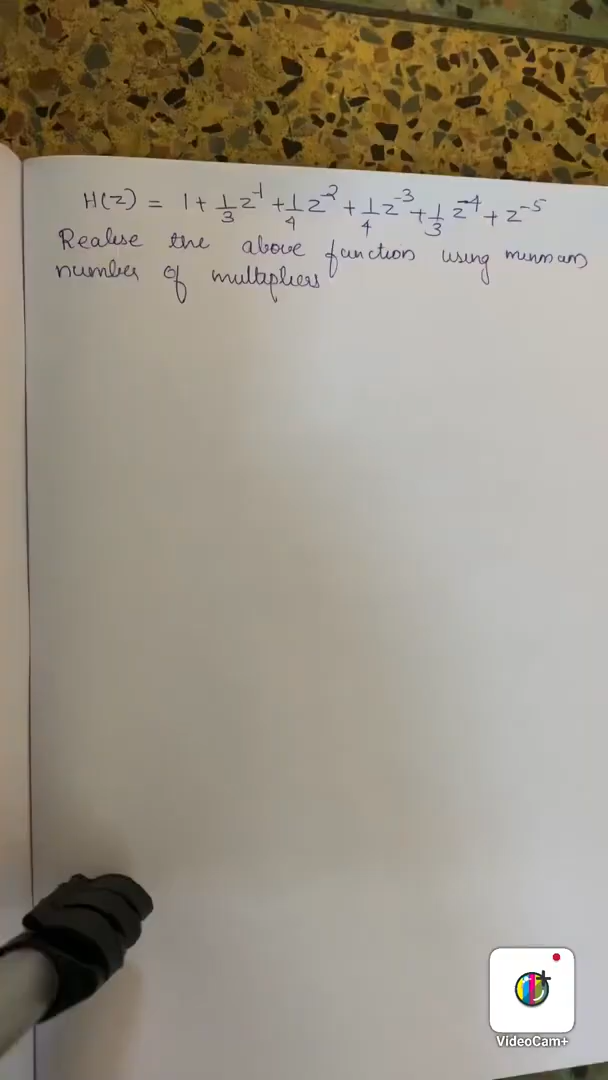 H(z) = 1 + 1/3 z^-1 + 1/4 z^-2 + 1/4 z^-3 + 1/3 z^-4 + z^-5
Realise the above function using minmam
number of multipliers
VideoCam+